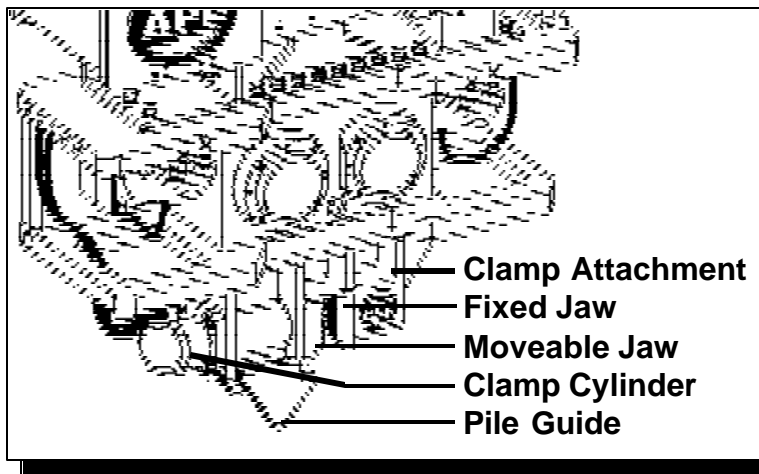 Clamp Attachment
Fixed Jaw
Moveable Jaw
Clamp Cylinder
Pile Guide